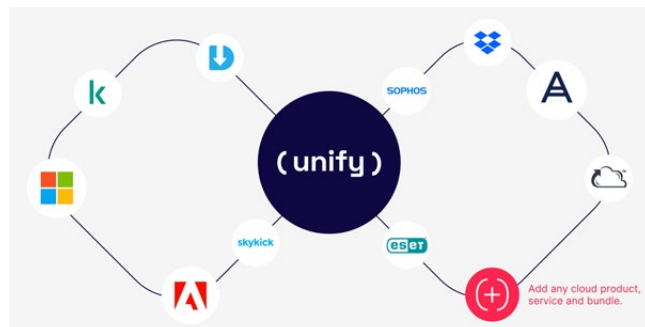 SOPHOS
k
(unify)
skykick
eseT
(+)
Add any cloud product,
service and bundle.